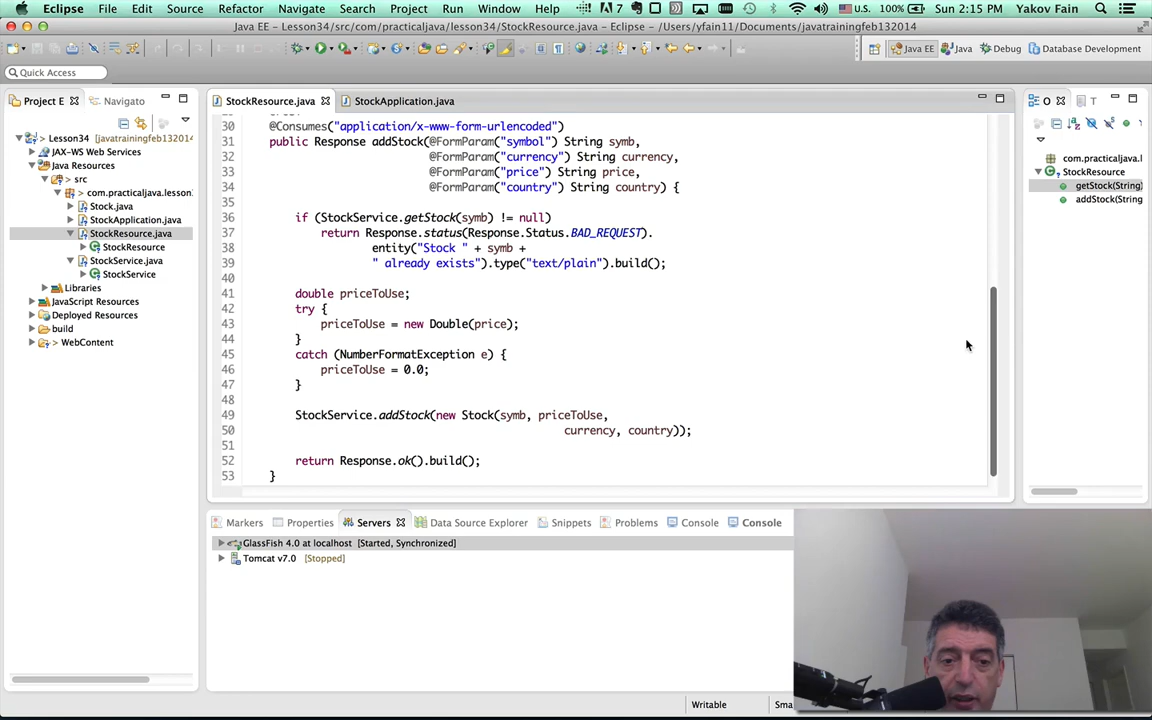 Eclipse File Edit Source Refactor Navigate Search Project Run Window Help 7 U.S. 100% Sun 2:15 PM Yakov Fain
Java EE - Lesson34/src/com/practicaljava/lesson34/StockResource.java - Eclipse - /Users/yfain11/Documents/javatrainingfeb132014
Java EE Java Debug Database Development
Quick Access
Project E Navigato
StockResource.java StockApplication.java
O T
Lesson34 [javatrainingfeb132014
JAX-WS Web Services
Java Resources
src
com.practicaljava.lesson
Stock.java
StockApplication.java
StockResource.java
StockResource
StockService.java
StockService
Libraries
JavaScript Resources
Deployed Resources
build
WebContent
30 @Consumes("application/x-www-form-urlencoded")
31 public Response addStock(@FormParam("symbol") String symb,
32 @FormParam("currency") String currency,
33 @FormParam("price") String price,
34 @FormParam("country") String country) {
35
36 if (StockService.getStock(symb) != null)
37 return Response.status(Response.Status.BAD_REQUEST).
38 entity("Stock " + symb +
39 " already exists").type("text/plain").build();
40
41 double priceToUse;
42 try {
43 priceToUse = new Double(price);
44 }
45 catch (NumberFormatException e) {
46 priceToUse = 0.0;
47 }
48
49 StockService.addStock(new Stock(symb, priceToUse,
50 currency, country));
51
52 return Response.ok().build();
53 }
com.practicaljava.l
StockResource
getStock(String)
addStock(String
Markers Properties Servers Data Source Explorer Snippets Problems Console Console
GlassFish 4.0 at localhost [Started, Synchronized]
Tomcat v7.0 [Stopped]
Writable Sma